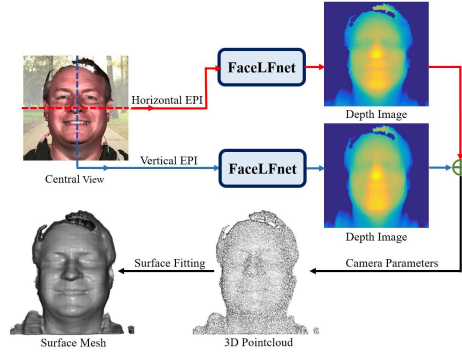 FaceLFnet
Horizontal EPI
Depth Image
Vertical EPI
FaceLFnet
Central View
Depth Image
Surface Fitting
Camera Parameters
Surface Mesh
3D Pointcloud